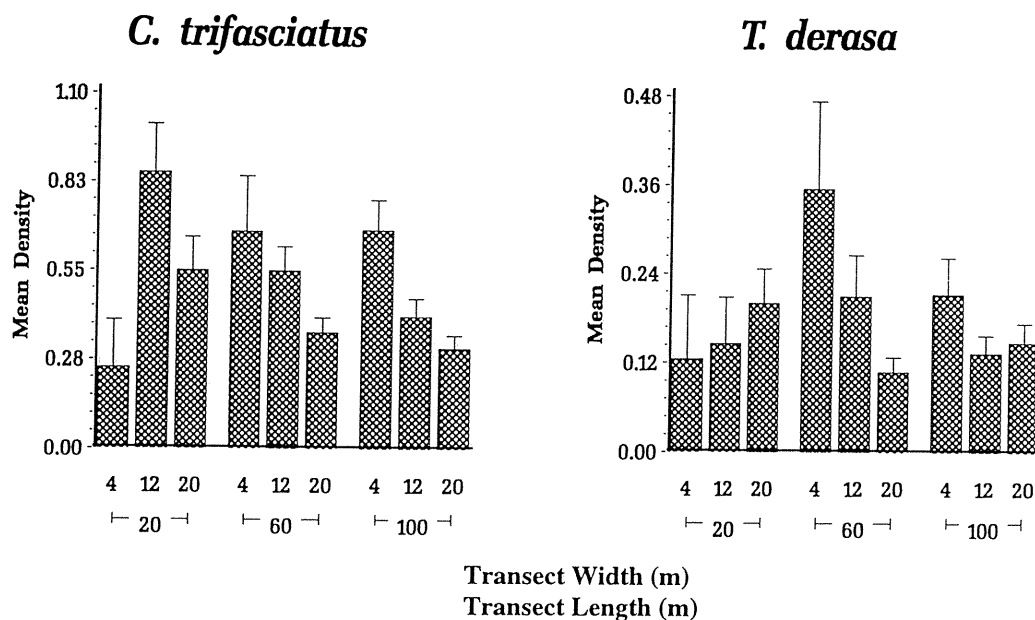 C. trifasciatus
T. derasa
Mean Density
1.10
0.83
0.55
0.28
0.00
4 12 20 4 12 20 4 12 20
20 60 100
Mean Density
0.48
0.36
0.24
0.12
0.00
4 12 20 4 12 20 4 12 20
20 60 100
Transect Width (m)
Transect Length (m)